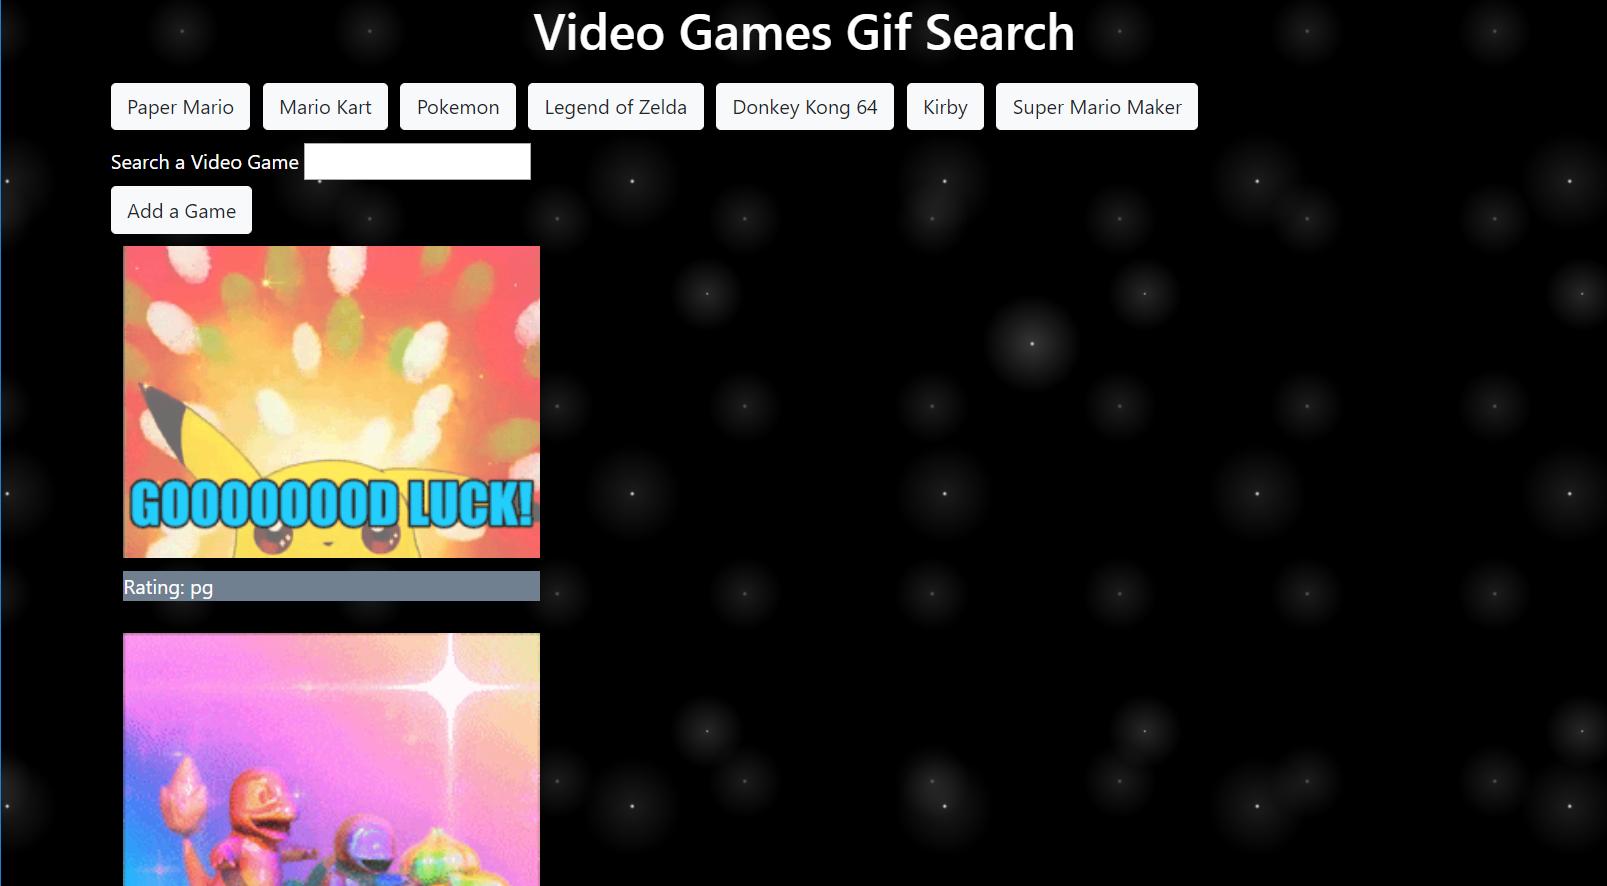 Video Games Gif Search
Paper Mario Mario Kart Pokemon Legend of Zelda Donkey Kong 64 Kirby Super Mario Maker
Search a Video Game
Add a Game
GOOOOOOOD LUCK!
Rating: pg